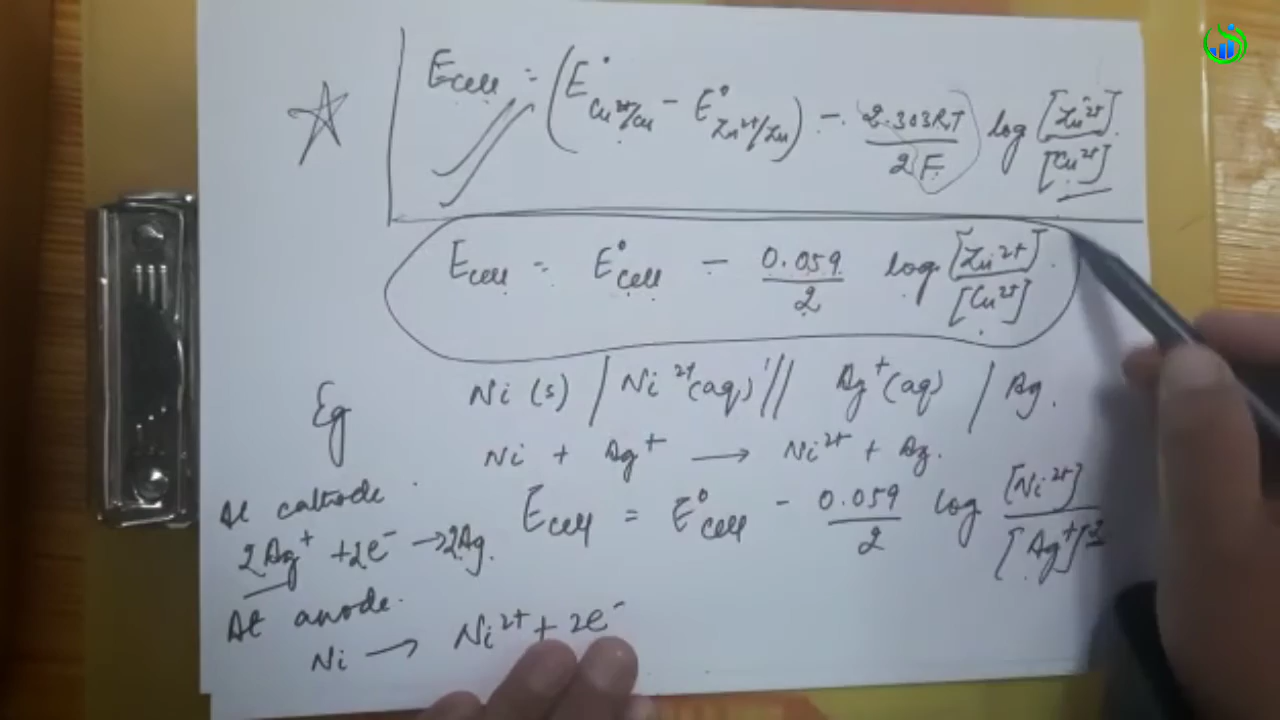 Ecell = (E° Cu²⁺/Cu - E° Zn²⁺/Zn) - 2.303RT/2F log [Zn²⁺]/[Cu²⁺]
Ecell = E°cell - 0.059/2 log [Zn²⁺]/[Cu²⁺]
Eg Ni (s) | Ni²⁺(aq) || Ag⁺(aq) | Ag.
Ni + Ag⁺ → Ni²⁺ + Ag.
Ecell = E°cell - 0.059/2 log [Ni²⁺]/[Ag⁺]²
At cathode
2Ag⁺ + 2e⁻ → 2Ag.
At anode.
Ni → Ni²⁺ + 2e⁻